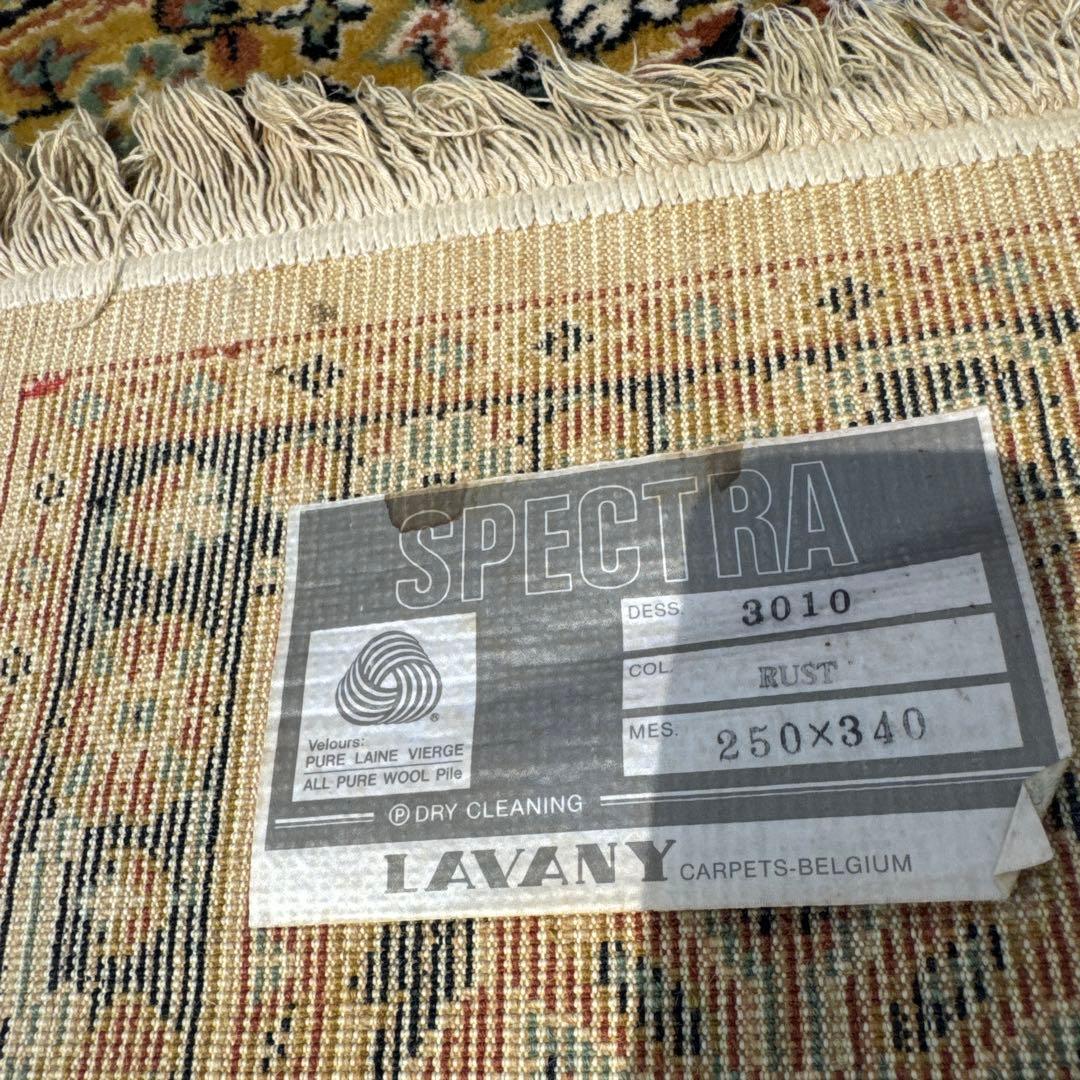 SPECTRA
DESS. 3010
COL. RUST
MES. 250×340
®
Velours:
PURE LAINE VIERGE
ALL PURE WOOL Pile
Ⓟ DRY CLEANING
LAVANY CARPETS-BELGIUM